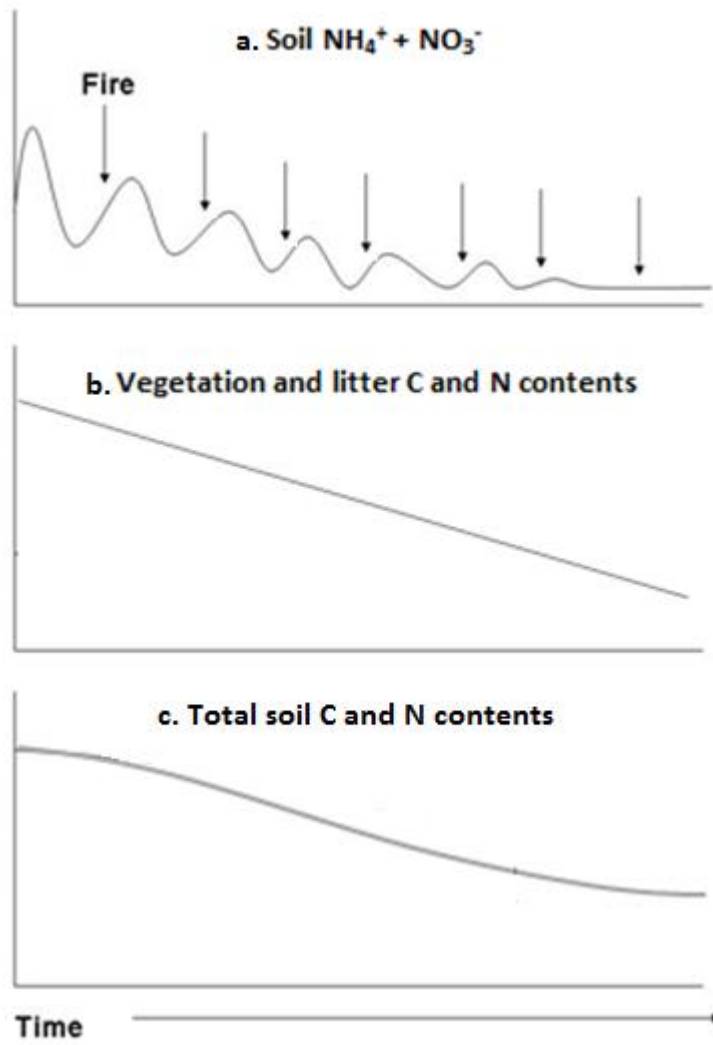 a. Soil NH₄⁺ + NO₃⁻
Fire
b. Vegetation and litter C and N contents
c. Total soil C and N contents
Time